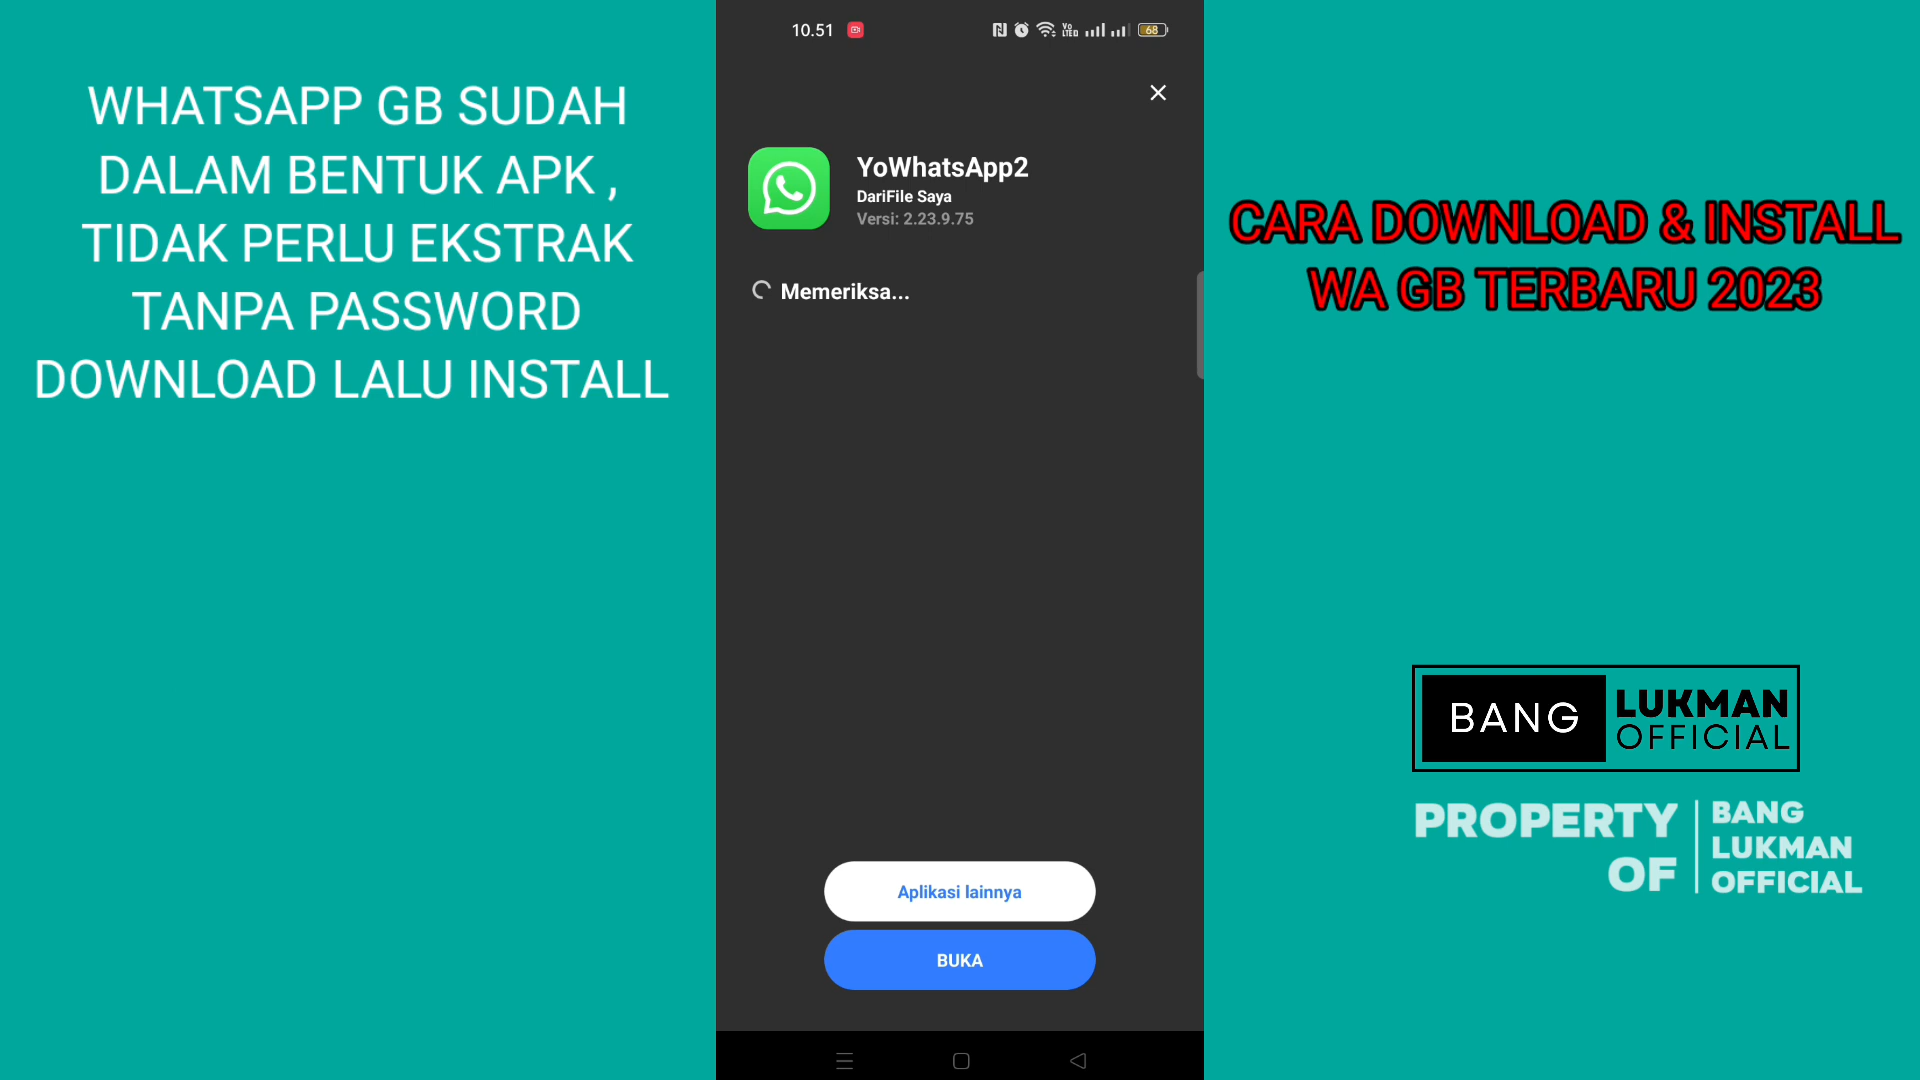 WHATSAPP GB SUDAH
DALAM BENTUK APK ,
TIDAK PERLU EKSTRAK
TANPA PASSWORD
DOWNLOAD LALU INSTALL
10.51
68
YoWhatsApp2
DariFile Saya
Versi: 2.23.9.75
Memeriksa...
Aplikasi lainnya
BUKA
CARA DOWNLOAD & INSTALL
WA GB TERBARU 2023
BANG
LUKMAN
OFFICIAL
PROPERTY
OF
BANG
LUKMAN
OFFICIAL